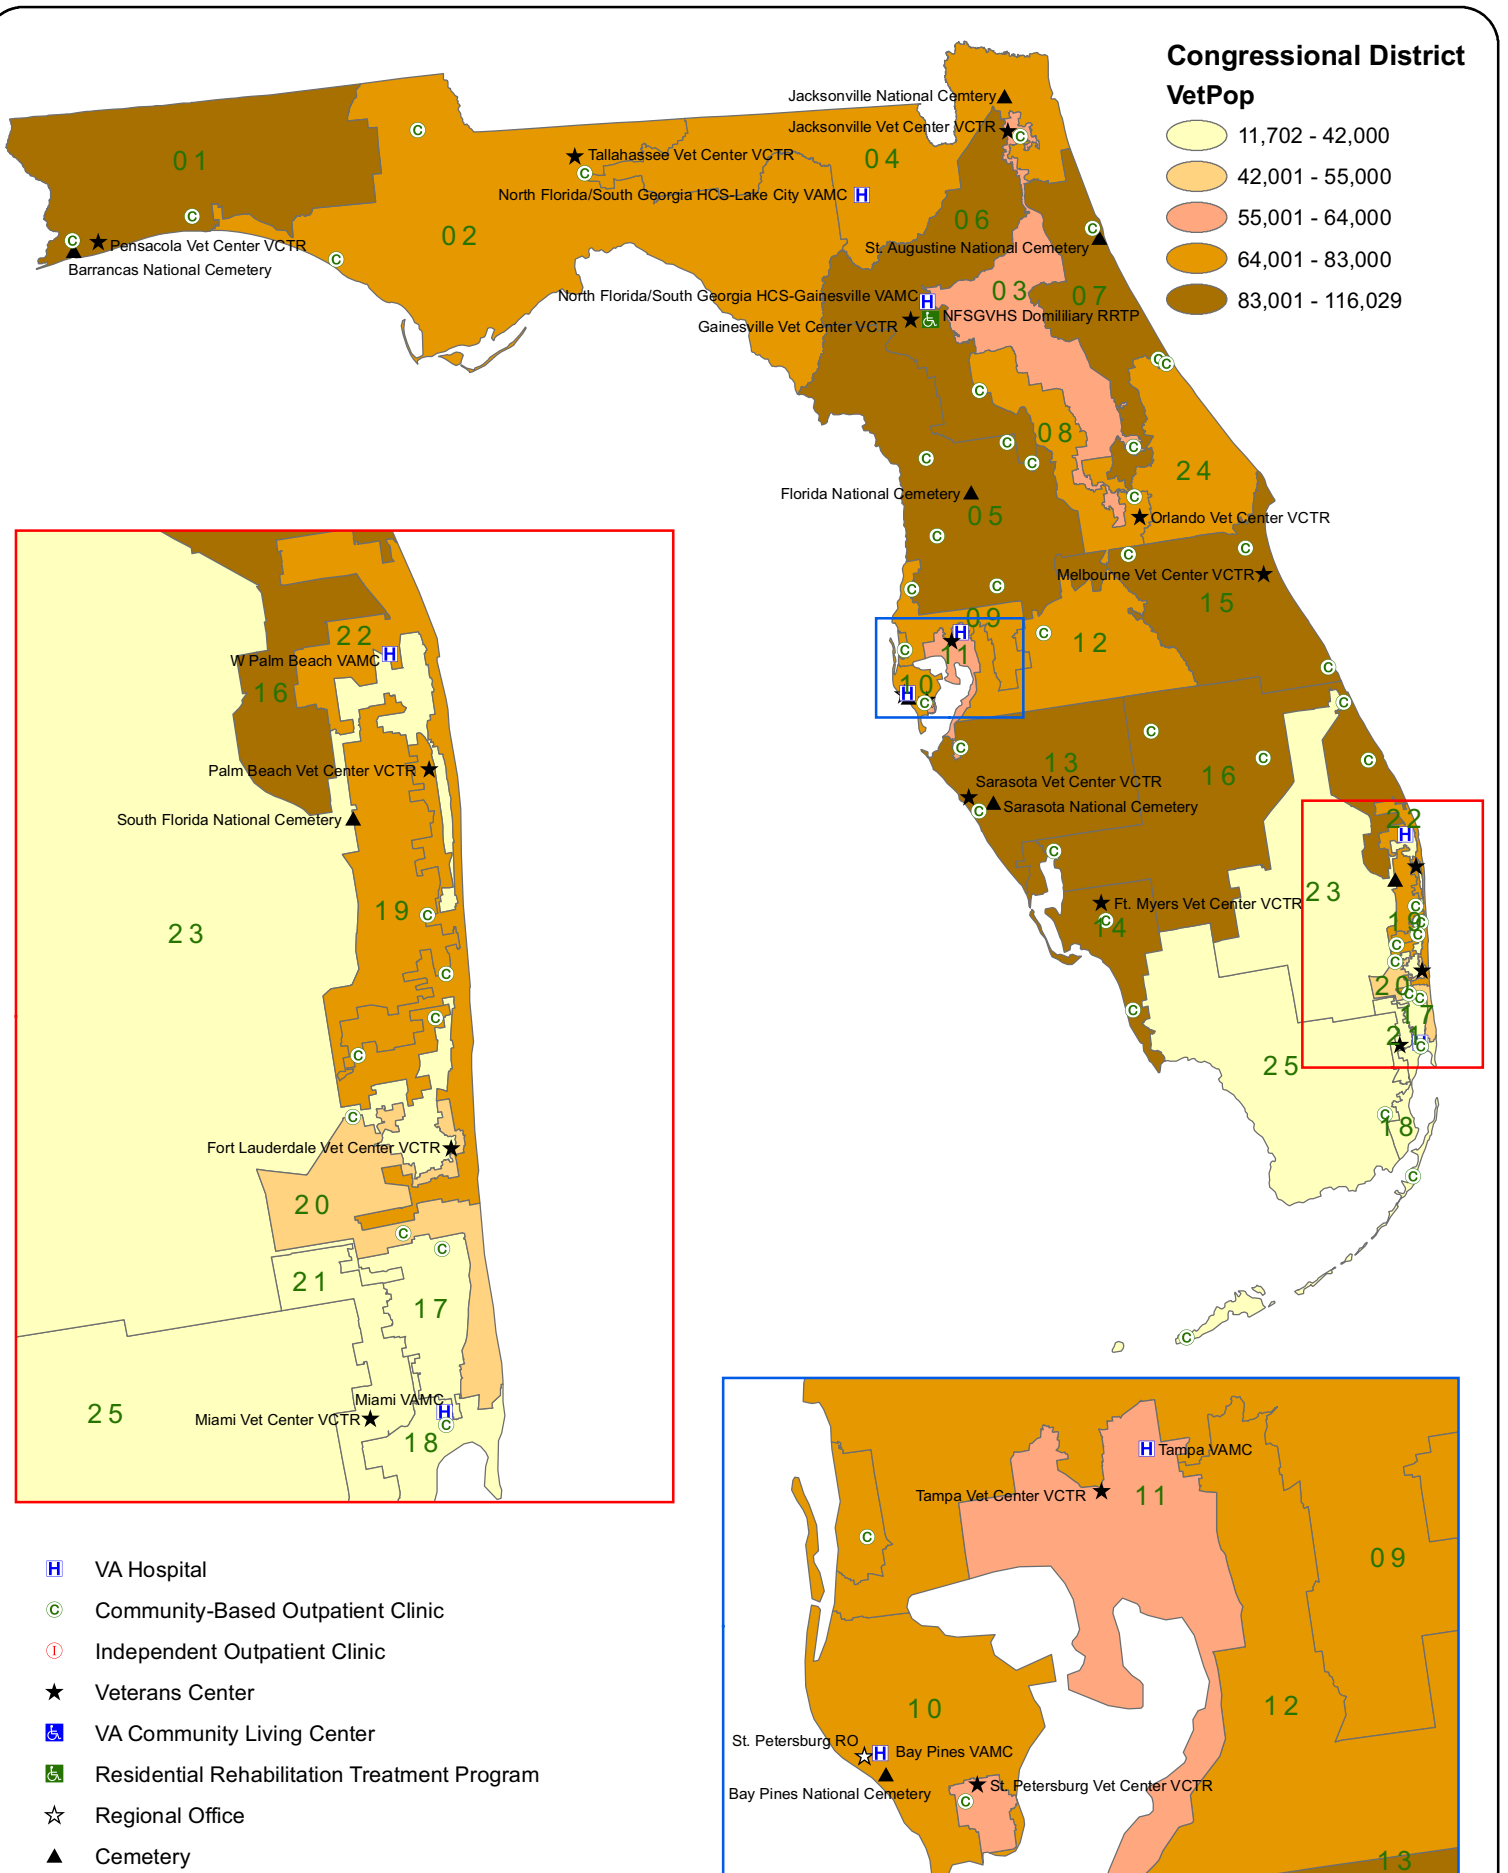 Congressional District
VetPop
11,702 - 42,000
42,001 - 55,000
55,001 - 64,000
64,001 - 83,000
83,001 - 116,029
Jacksonville National Cemtery
Jacksonville Vet Center VCTR
Tallahassee Vet Center VCTR
01
04
North Florida/South Georgia HCS-Lake City VAMC
H
C
C
C
C
C
C
02
06
Pensacola Vet Center VCTR
Barrancas National Cemetery
St. Augustine National Cemetery
C
03
07
North Florida/South Georgia HCS-Gainesville VAMC
H
NFSGVHS Domililiary RRTP
Gainesville Vet Center VCTR
C
C
C
08
C
C
C
C
24
Florida National Cemetery
05
C
Orlando Vet Center VCTR
C
C
C
Melbourne Vet Center VCTR
C
C
15
09
H
C
12
11
C
10
H
C
C
C
C
13
C
C
16
C
Sarasota Vet Center VCTR
Sarasota National Cemetery
C
C
22
H
23
Ft. Myers Vet Center VCTR
C
14
19
C
C
C
C
C
20
C
C
17
C
21
H
C
25
C
18
C
C
22
W Palm Beach VAMC
H
16
Palm Beach Vet Center VCTR
South Florida National Cemetery
19
C
23
C
C
C
C
Fort Lauderdale Vet Center VCTR
20
C
C
21
17
Miami VAMC
H
25
Miami Vet Center VCTR
C
18
H
Tampa VAMC
Tampa Vet Center VCTR
11
C
09
10
12
St. Petersburg RO
H
Bay Pines VAMC
Bay Pines National Cemetery
St. Petersburg Vet Center VCTR
C
13
H VA Hospital
C Community-Based Outpatient Clinic
I Independent Outpatient Clinic
Veterans Center
VA Community Living Center
Residential Rehabilitation Treatment Program
Regional Office
Cemetery